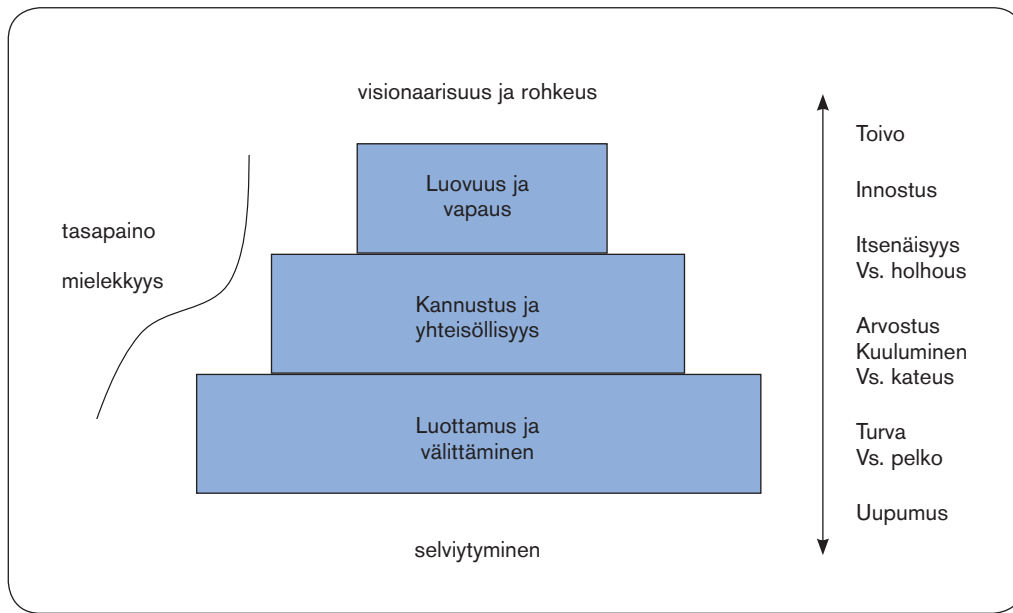 visionaarisuus ja rohkeus
Luovuus ja
vapaus
Kannustus ja
yhteisöllisyys
Luottamus ja
välittäminen
selviytyminen
tasapaino
mielekkyys
Toivo
Innostus
Itsenäisyys
Vs. holhous
Arvostus
Kuuluminen
Vs. kateus
Turva
Vs. pelko
Uupumus